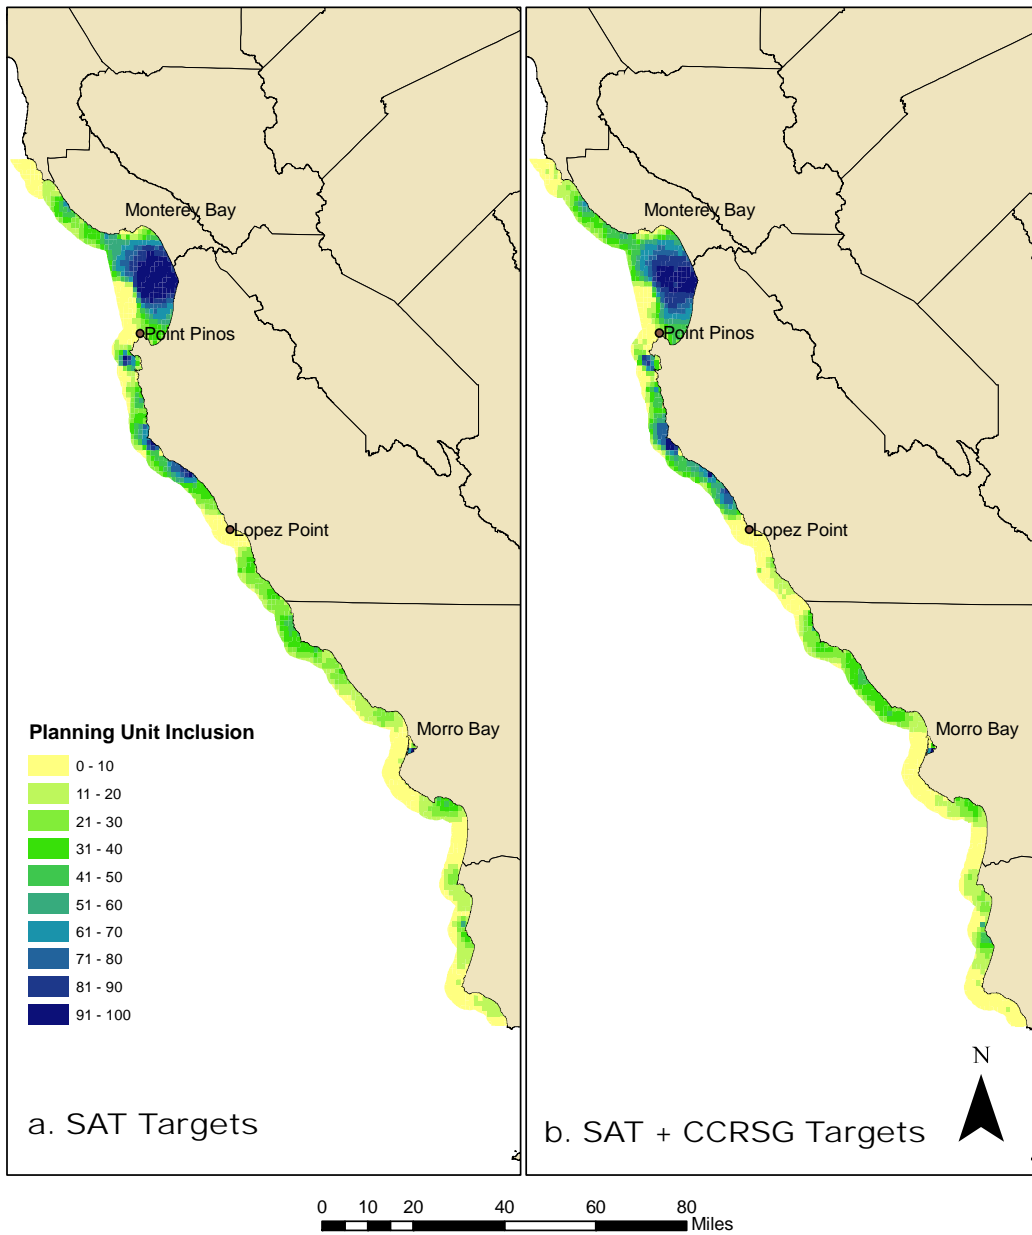 Monterey Bay
Point Pinos
Lopez Point
Morro Bay
Planning Unit Inclusion
0 - 10
11 - 20
21 - 30
31 - 40
41 - 50
51 - 60
61 - 70
71 - 80
81 - 90
91 - 100
a. SAT Targets
Monterey Bay
Point Pinos
Lopez Point
Morro Bay
N
b. SAT + CCRSG Targets
0 10 20 40 60 80
Miles